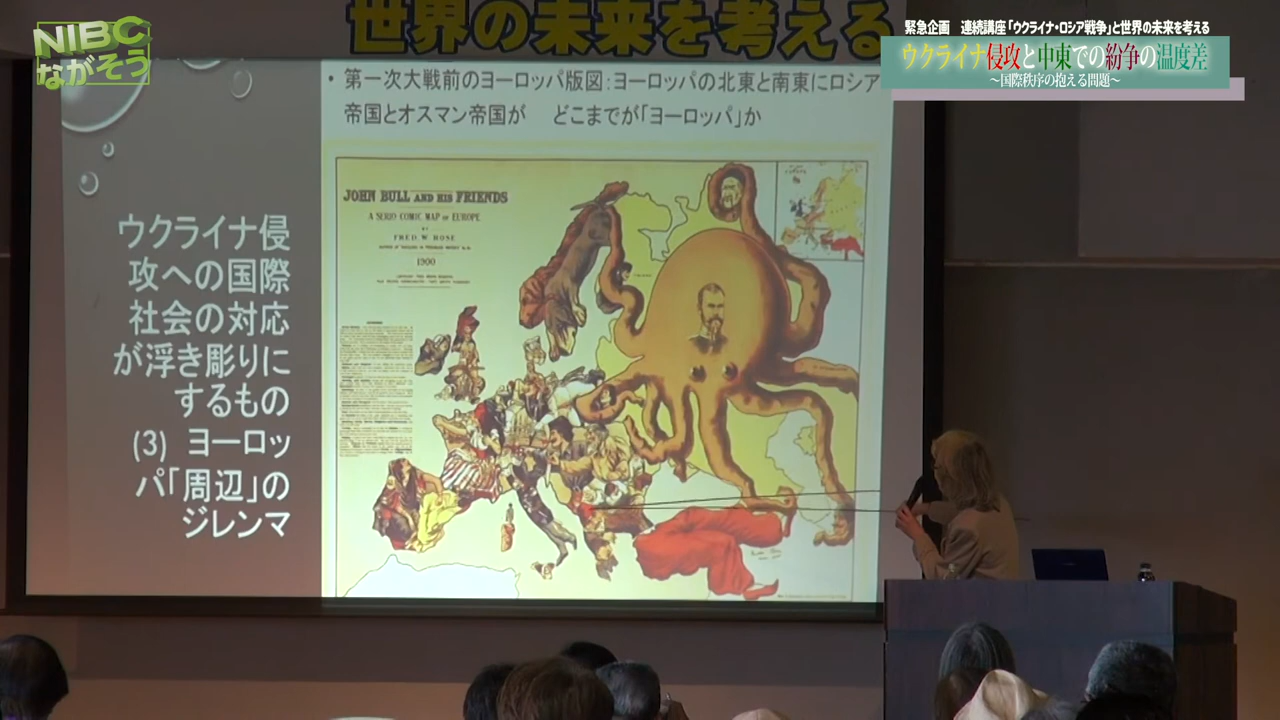 NIBC
ながそう
緊急企画　連続講座「ウクライナ・ロシア戦争」と世界の未来を考える
ウクライナ侵攻と中東での紛争の温度差
～国際秩序の抱える問題～
世界の未来を考える
・第一次大戦前のヨーロッパ版図：ヨーロッパの北東と南東にロシア
帝国とオスマン帝国が　どこまでが「ヨーロッパ」か
ウクライナ侵
攻への国際
社会の対応
が浮き彫りに
するもの
(3) ヨーロッ
パ「周辺」の
ジレンマ
JOHN BULL AND HIS FRIENDS
A SERIO COMIC MAP OF EUROPE
BY
FRED. W. ROSE
1900